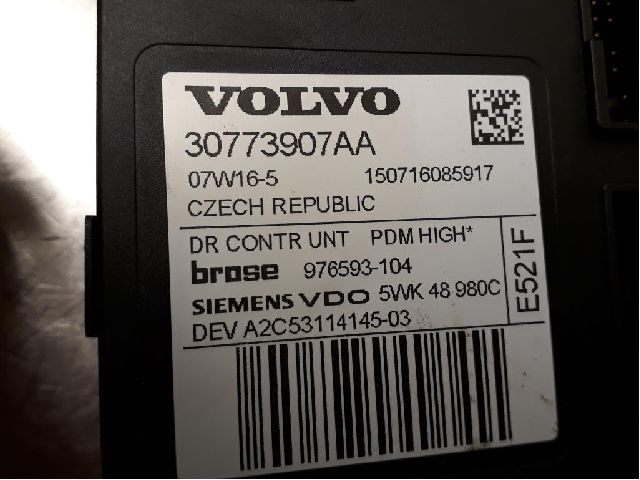 VOLVO
30773907AA
07W16-5 150716085917
CZECH REPUBLIC
DR CONTR UNT PDM HIGH*
brose 976593-104
SIEMENS VDO 5WK 48 980C
DEV A2C53114145-03
E521F